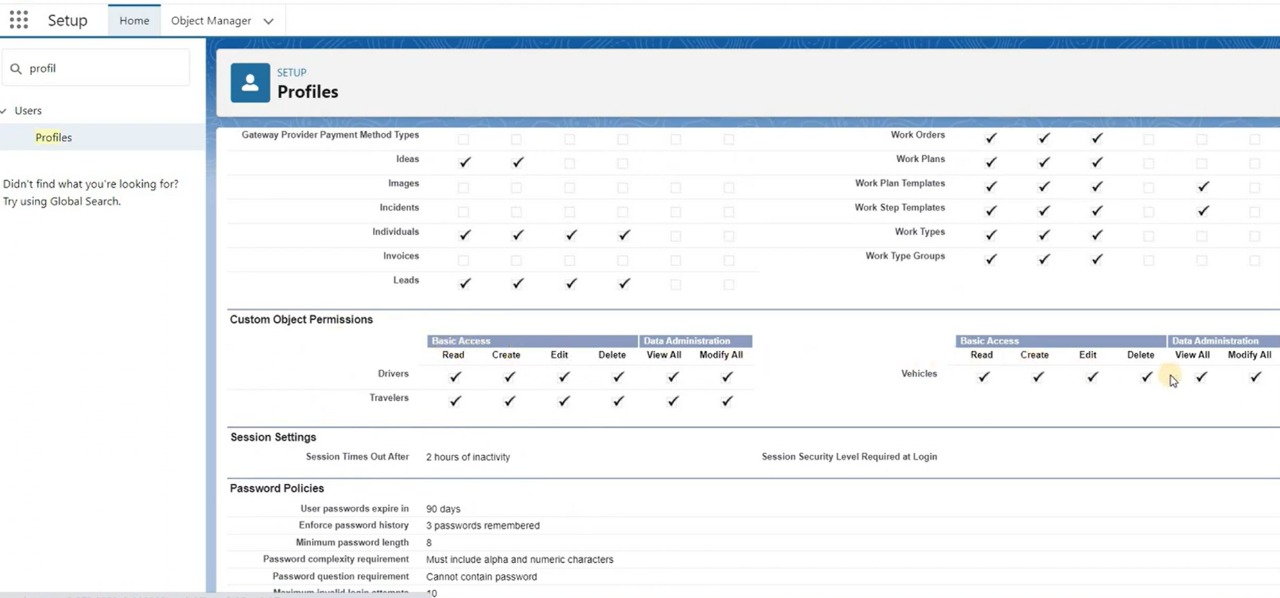 Setup
Home
Object Manager
profil
Users
Profiles
Didn't find what you're looking for?
Try using Global Search.
SETUP
Profiles
Gateway Provider Payment Method Types
Ideas
Images
Incidents
Individuals
Invoices
Leads
Work Orders
Work Plans
Work Plan Templates
Work Step Templates
Work Types
Work Type Groups
Custom Object Permissions
Basic Access Data Administration
Read Create Edit Delete View All Modify All
Drivers
Travelers
Basic Access Data Administration
Read Create Edit Delete View All Modify All
Vehicles
Session Settings
Session Times Out After 2 hours of inactivity
Session Security Level Required at Login
Password Policies
User passwords expire in 90 days
Enforce password history 3 passwords remembered
Minimum password length 8
Password complexity requirement Must include alpha and numeric characters
Password question requirement Cannot contain password
Maximum invalid login attempts 10